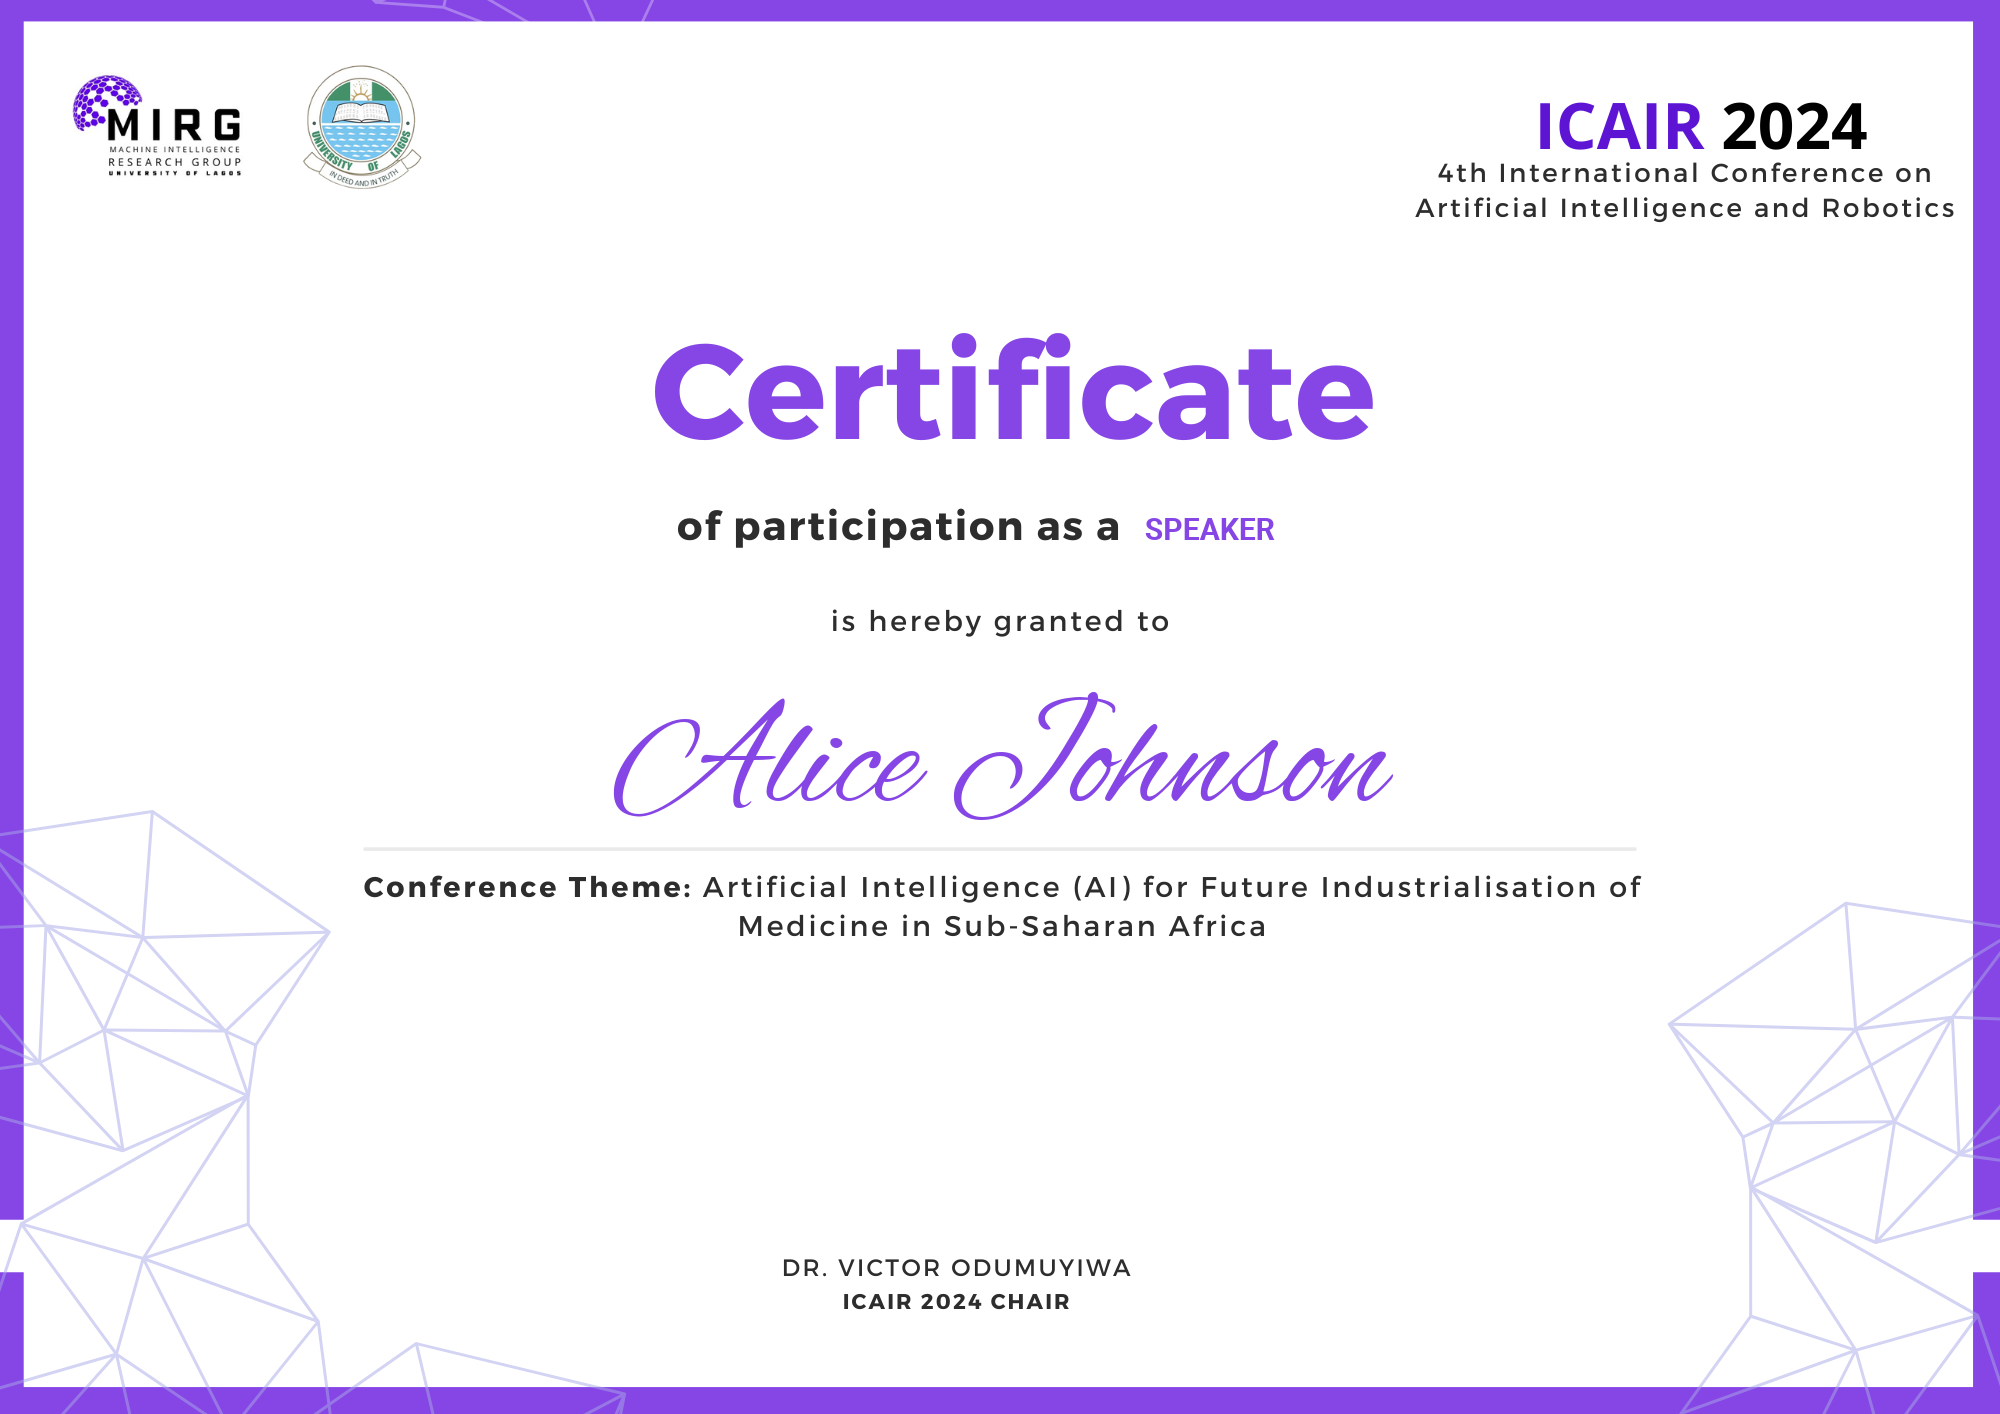 MIRG
MACHINE INTELLIGENCE
RESEARCH GROUP
UNIVERSITY OF LAGOS
UNIVERSITY OF LAGOS
IN DEED AND IN TRUTH
ICAIR 2024
4th International Conference on
Artificial Intelligence and Robotics
Certificate
of participation as a SPEAKER
is hereby granted to
Alice Johnson
Conference Theme: Artificial Intelligence (AI) for Future Industrialisation of
Medicine in Sub-Saharan Africa
DR. VICTOR ODUMUYIWA
ICAIR 2024 CHAIR